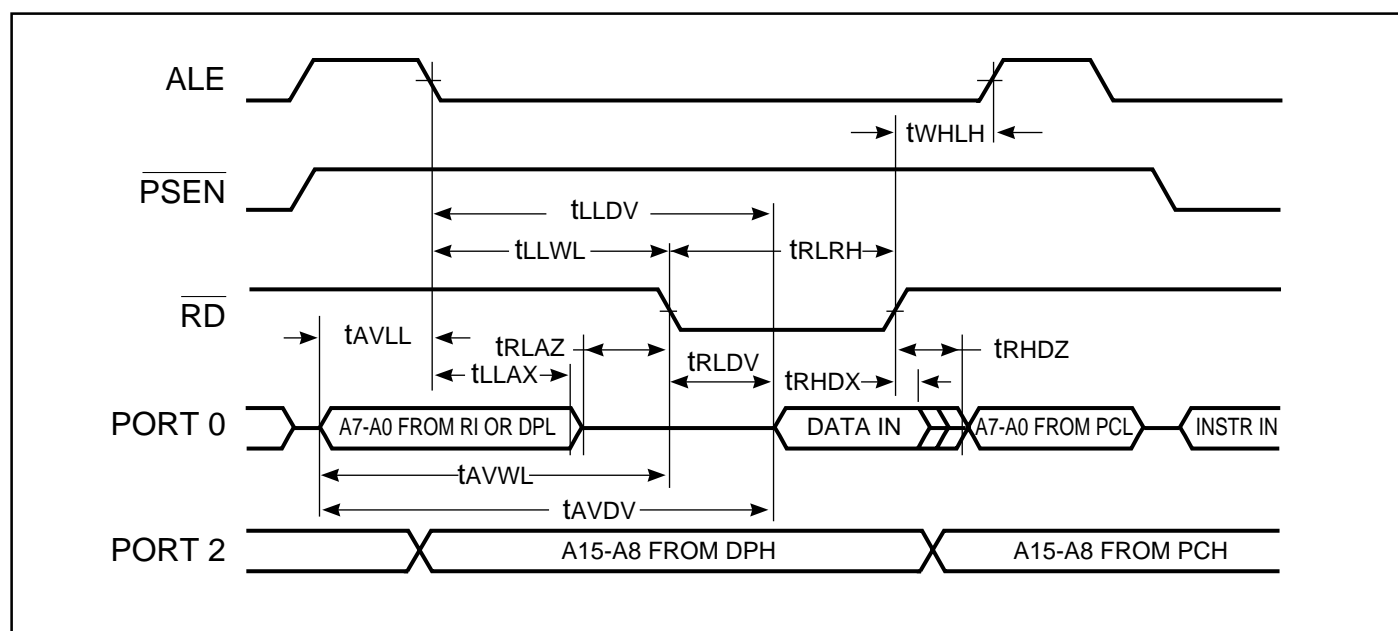 ALE
tWHLH
PSEN
tLLDV
tLLWL
tRLRH
RD
tAVLL
tRLAZ
tRLDV
tRHDZ
tLLAX
tRHDX
PORT 0
A7-A0 FROM RI OR DPL
DATA IN
A7-A0 FROM PCL
INSTR IN
tAVWL
tAVDV
PORT 2
A15-A8 FROM DPH
A15-A8 FROM PCH